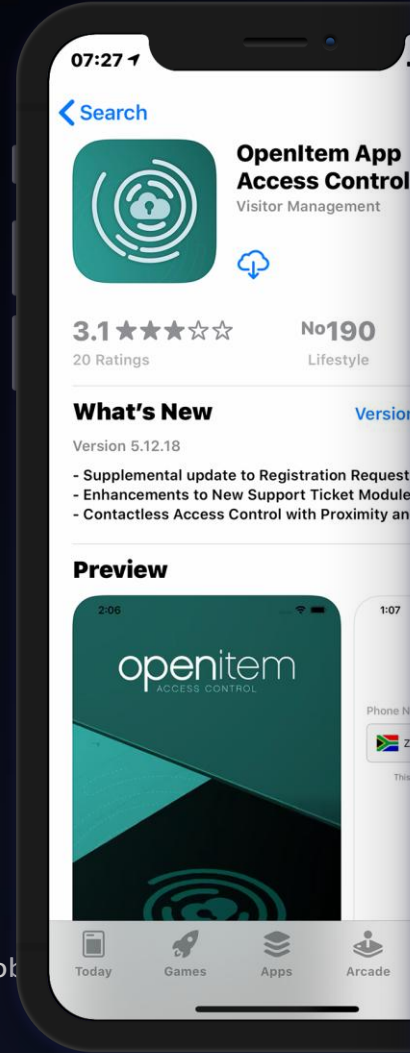 07:27
Search
OpenItem App
Access Control
Visitor Management
3.1
No190
20 Ratings
Lifestyle
What's New
Version 5.12.18
- Supplemental update to Registration Request
- Enhancements to New Support Ticket Module
- Contactless Access Control with Proximity
Preview
2:06
openitem
ACCESS CONTROL
1:07
Phone
This
Today
Games
Apps
Arcade